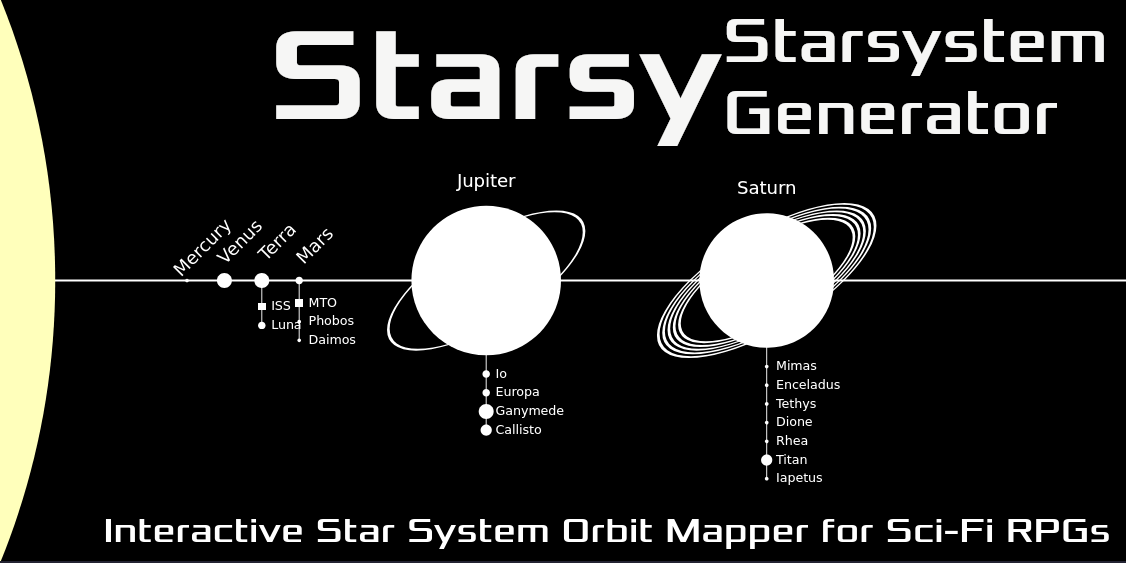 Starsy
Starsystem
Generator
Jupiter
Saturn
Mercury
Venus
Terra
Mars
ISS
Luna
MTO
Phobos
Daimos
Io
Europa
Ganymede
Callisto
Mimas
Enceladus
Tethys
Dione
Rhea
Titan
Iapetus
Interactive Star System Orbit Mapper for Sci-Fi RPGs